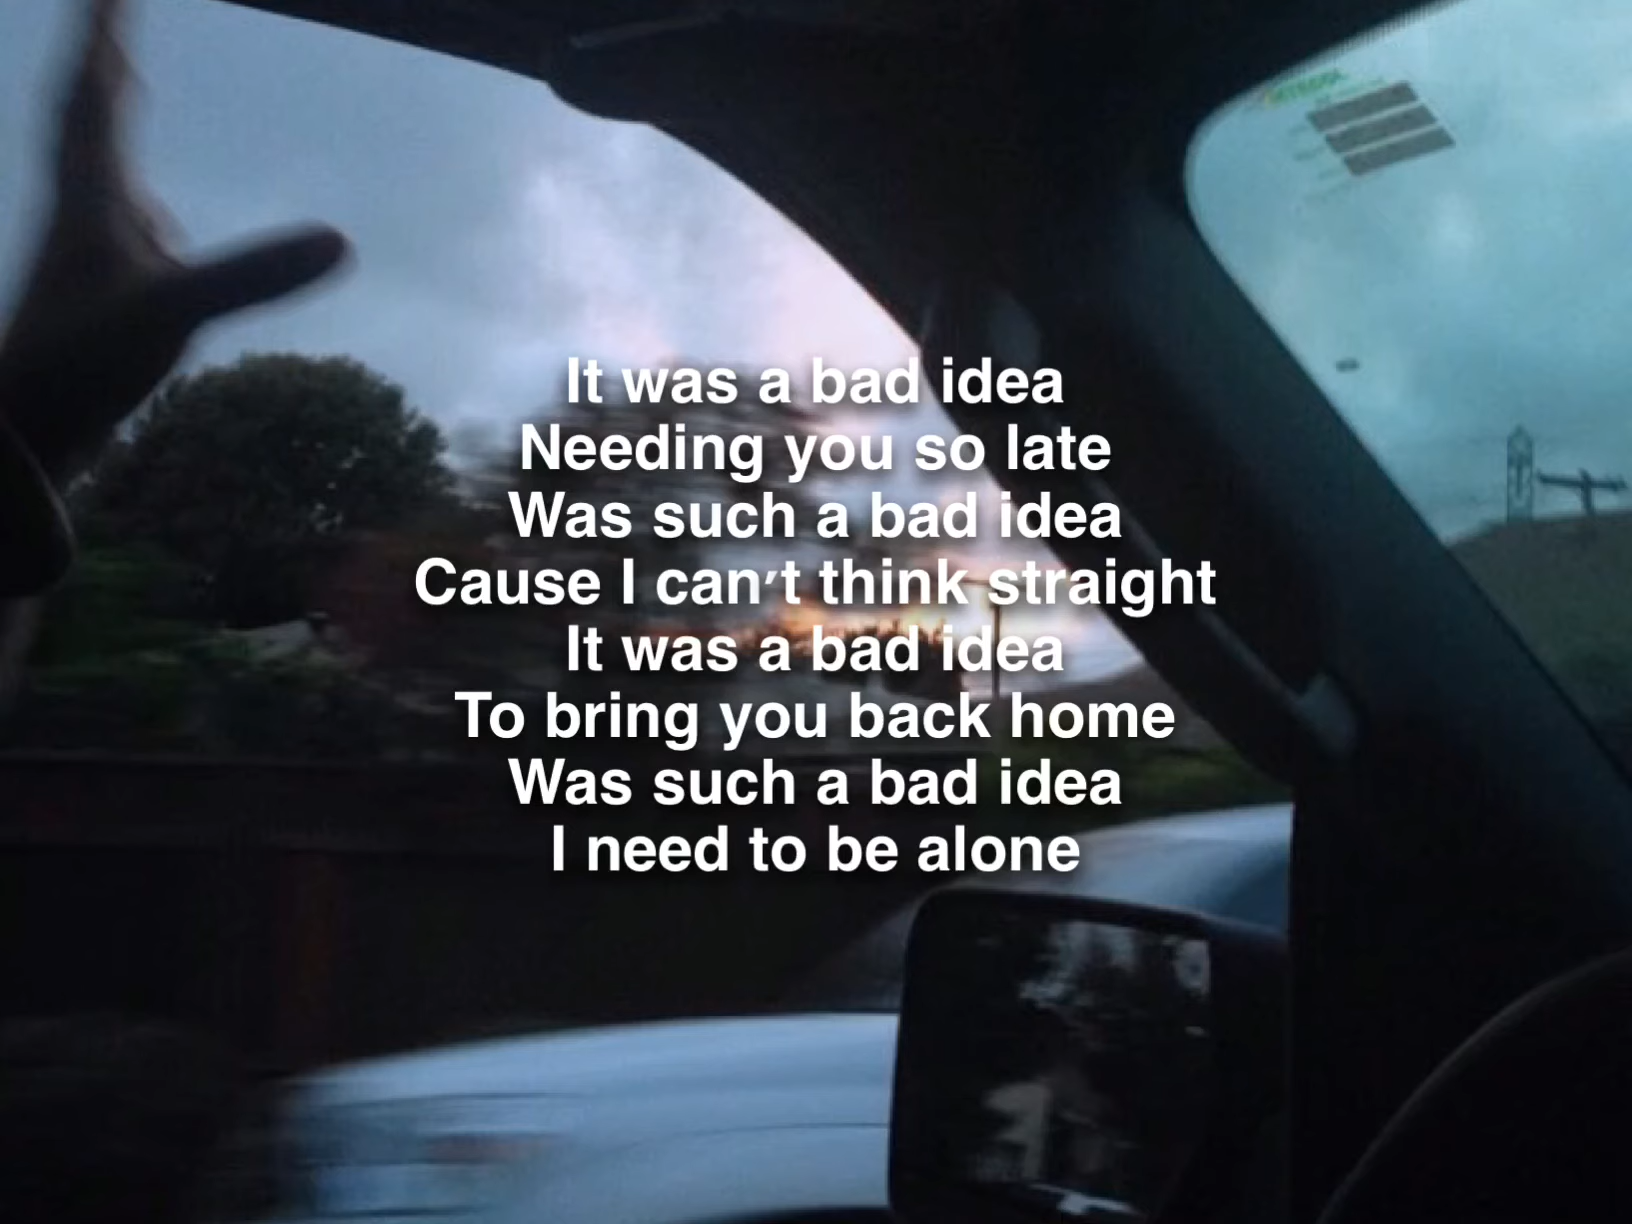 It was a bad idea
Needing you so late
Was such a bad idea
Cause I can't think straight
It was a bad idea
To bring you back home
Was such a bad idea
I need to be alone